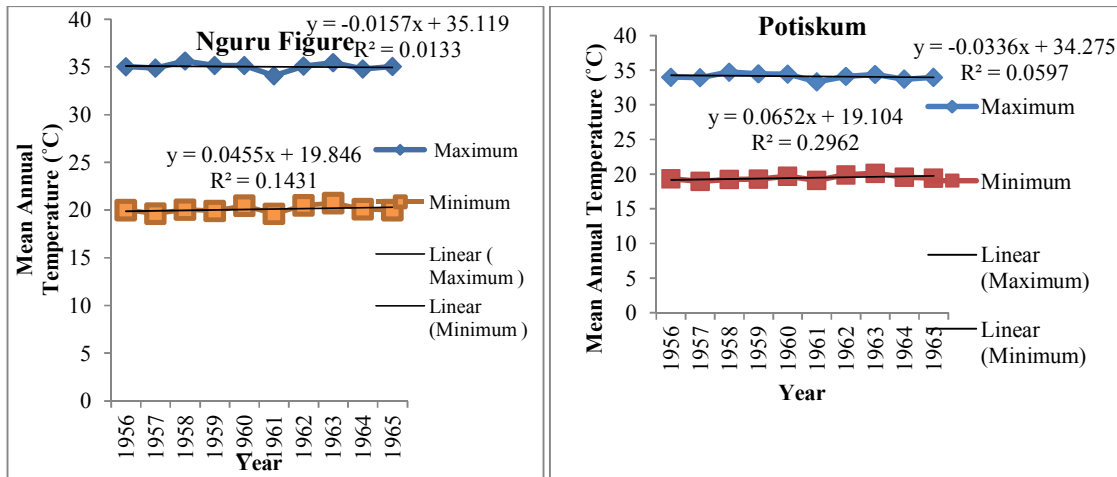 y = -0.0157x + 35.119
Nguru Figure
R² = 0.0133
40
35
30
25
20
15
10
5
0
Mean Annual
Temperature (˚C)
y = 0.0455x + 19.846
R² = 0.1431
Maximum
Minimum
Linear (
Maximum )
Linear
(Minimum )
1956
1957
1958
1959
1960
1961
1962
1963
1964
1965
Year
Potiskum
y = -0.0336x + 34.275
R² = 0.0597
40
35
30
25
20
15
10
5
0
Mean Annual Temperature (˚C)
y = 0.0652x + 19.104
R² = 0.2962
Maximum
Minimum
Linear
(Maximum)
Linear
(Minimum)
1956
1957
1958
1959
1960
1961
1962
1963
1964
1965
Year